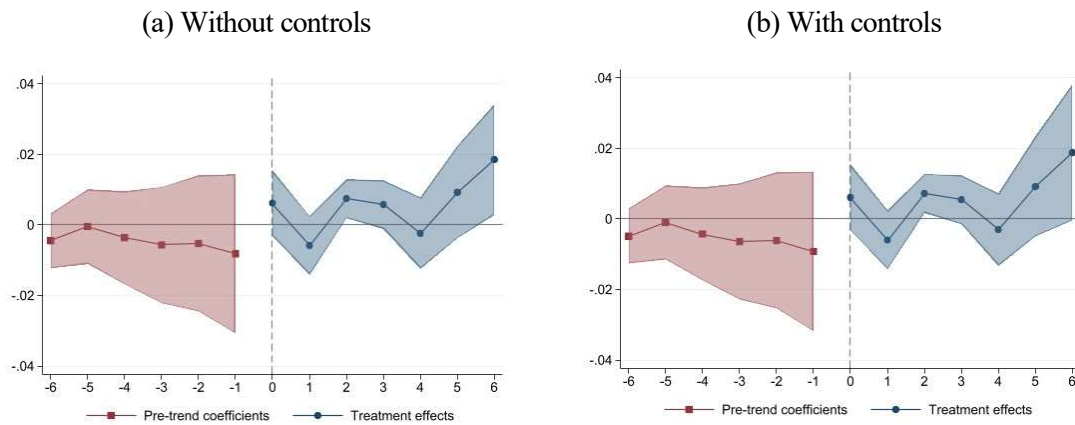 (a) Without controls
(b) With controls
.04
.02
0
-.02
-.04
-6 -5 -4 -3 -2 -1 0 1 2 3 4 5 6
Pre-trend coefficients Treatment effects
.04
.02
0
-.02
-.04
-6 -5 -4 -3 -2 -1 0 1 2 3 4 5 6
Pre-trend coefficients Treatment effects